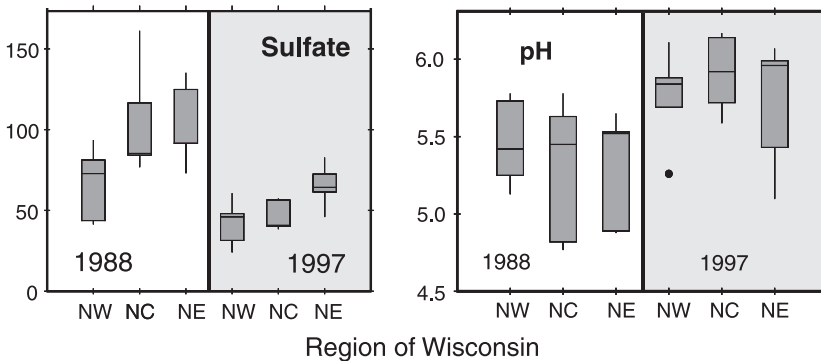 150
100
50
0
Sulfate
1988
1997
NW NC NE NW NC NE
6.0
5.5
5.0
4.5
pH
1988
1997
NW NC NE NW NC NE
Region of Wisconsin